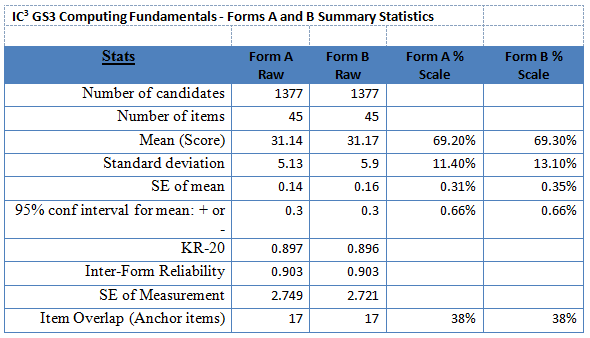 IC³ GS3 Computing Fundamentals - Forms A and B Summary Statistics
Stats Form A Raw Form B Raw Form A % Scale Form B % Scale
Number of candidates 1377 1377
Number of items 45 45
Mean (Score) 31.14 31.17 69.20% 69.30%
Standard deviation 5.13 5.9 11.40% 13.10%
SE of mean 0.14 0.16 0.31% 0.35%
95% conf interval for mean: + or - 0.3 0.3 0.66% 0.66%
KR-20 0.897 0.896
Inter-Form Reliability 0.903 0.903
SE of Measurement 2.749 2.721
Item Overlap (Anchor items) 17 17 38% 38%